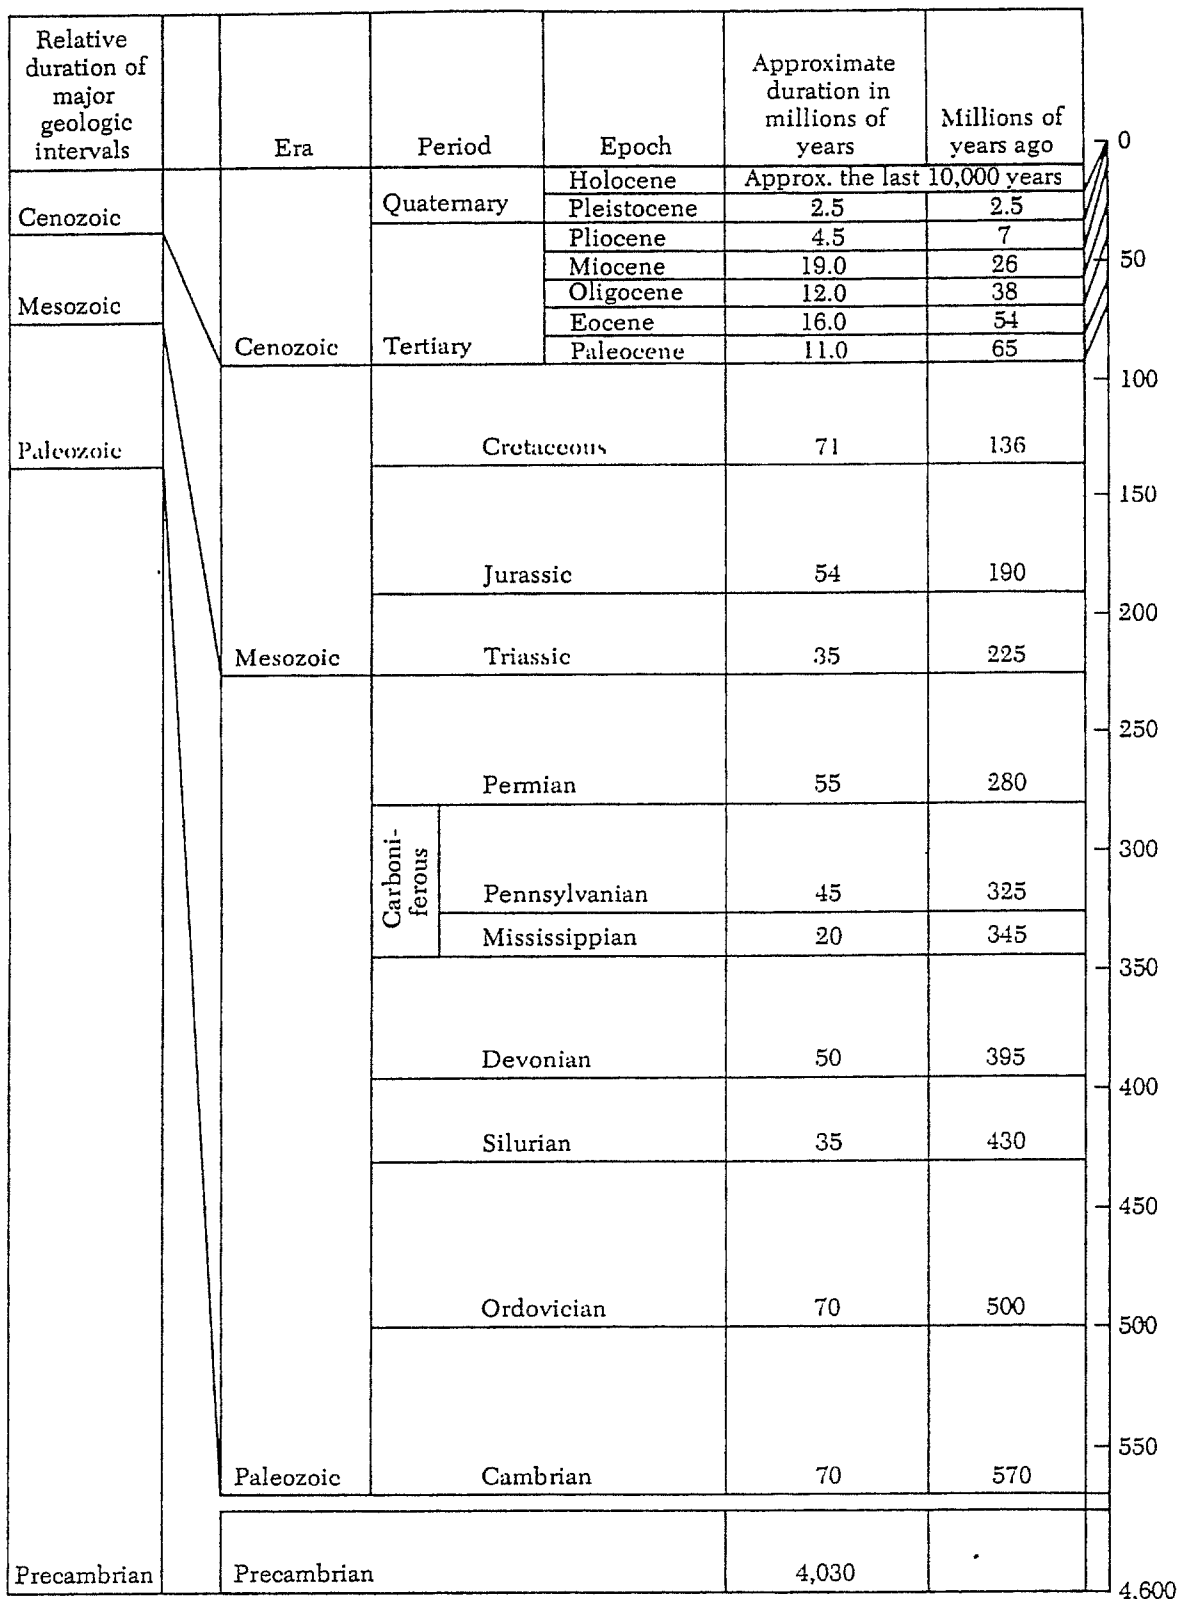 Relative
duration of
major
geologic
intervals
Era
Period
Epoch
Approximate
duration in
millions of
years
Millions of
years ago
0
Cenozoic
Quaternary
Holocene Approx. the last 10,000 years
Pleistocene 2.5 2.5
Pliocene 4.5 7
50
Mesozoic
Miocene 19.0 26
Oligocene 12.0 38
Eocene 16.0 54
Cenozoic Tertiary Paleocene 11.0 65
100
Paleozoic
Cretaceous 71 136
150
Jurassic 54 190
200
Mesozoic Triassic 35 225
250
Permian 55 280
Carboni-
ferous
300
Pennsylvanian 45 325
Mississippian 20 345
350
Devonian 50 395
400
Silurian 35 430
450
Ordovician 70 500
500
550
Paleozoic Cambrian 70 570
Precambrian Precambrian 4,030
4,600